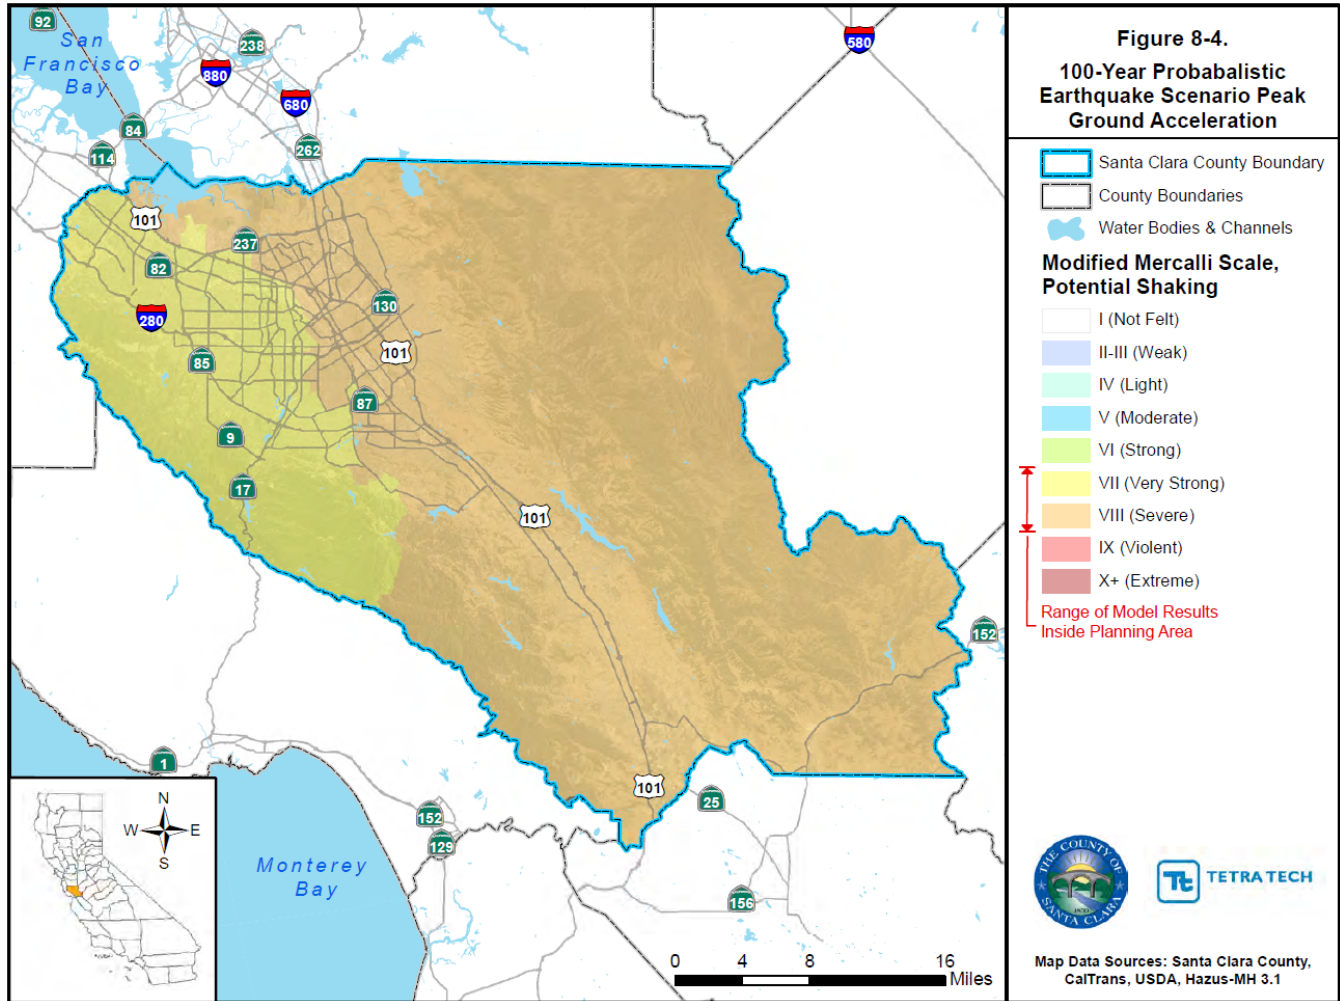 Figure 8-4.
100-Year Probabalistic
Earthquake Scenario Peak
Ground Acceleration
Santa Clara County Boundary
County Boundaries
Water Bodies & Channels
Modified Mercalli Scale,
Potential Shaking
I (Not Felt)
II-III (Weak)
IV (Light)
V (Moderate)
VI (Strong)
VII (Very Strong)
VIII (Severe)
IX (Violent)
X+ (Extreme)
Range of Model Results
Inside Planning Area
THE COUNTY OF
SANTA CLARA
1850
Tt
TETRA TECH
Map Data Sources: Santa Clara County,
CalTrans, USDA, Hazus-MH 3.1
92
San
Francisco
Bay
238
880
680
580
84
114
262
101
237
82
280
130
101
85
87
9
17
101
152
1
101
25
152
129
156
Monterey
Bay
N
W E
S
0 4 8 16
Miles